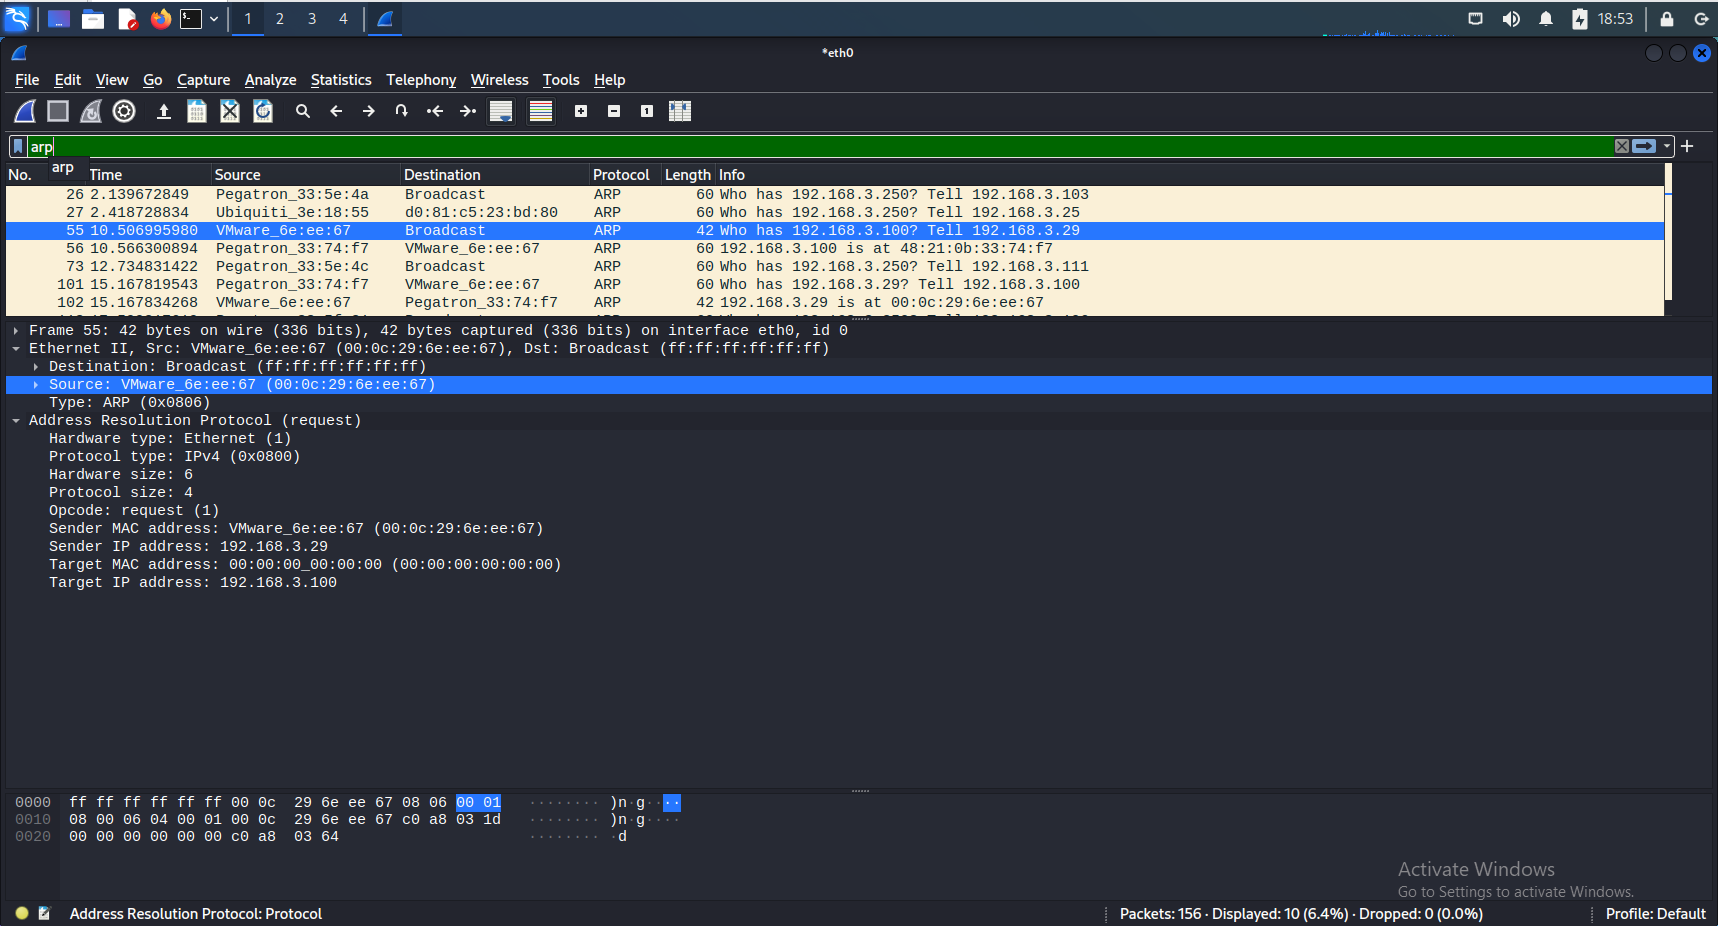 1 2 3 4 18:53
*eth0
File Edit View Go Capture Analyze Statistics Telephony Wireless Tools Help
arp
arp
No. Time Source Destination Protocol Length Info
26 2.139672849 Pegatron_33:5e:4a Broadcast ARP 60 Who has 192.168.3.250? Tell 192.168.3.103
27 2.418728834 Ubiquiti_3e:18:55 d0:81:c5:23:bd:80 ARP 60 Who has 192.168.3.250? Tell 192.168.3.25
55 10.506995980 VMware_6e:ee:67 Broadcast ARP 42 Who has 192.168.3.100? Tell 192.168.3.29
56 10.566300894 Pegatron_33:74:f7 VMware_6e:ee:67 ARP 60 192.168.3.100 is at 48:21:0b:33:74:f7
73 12.734831422 Pegatron_33:5e:4c Broadcast ARP 60 Who has 192.168.3.250? Tell 192.168.3.111
101 15.167819543 Pegatron_33:74:f7 VMware_6e:ee:67 ARP 60 Who has 192.168.3.29? Tell 192.168.3.100
102 15.167834268 VMware_6e:ee:67 Pegatron_33:74:f7 ARP 42 192.168.3.29 is at 00:0c:29:6e:ee:67
Frame 55: 42 bytes on wire (336 bits), 42 bytes captured (336 bits) on interface eth0, id 0
Ethernet II, Src: VMware_6e:ee:67 (00:0c:29:6e:ee:67), Dst: Broadcast (ff:ff:ff:ff:ff:ff)
Destination: Broadcast (ff:ff:ff:ff:ff:ff)
Source: VMware_6e:ee:67 (00:0c:29:6e:ee:67)
Type: ARP (0x0806)
Address Resolution Protocol (request)
Hardware type: Ethernet (1)
Protocol type: IPv4 (0x0800)
Hardware size: 6
Protocol size: 4
Opcode: request (1)
Sender MAC address: VMware_6e:ee:67 (00:0c:29:6e:ee:67)
Sender IP address: 192.168.3.29
Target MAC address: 00:00:00_00:00:00 (00:00:00:00:00:00)
Target IP address: 192.168.3.100
0000 ff ff ff ff ff ff 00 0c 29 6e ee 67 08 06 00 01 ········ )n·g····
0010 08 00 06 04 00 01 00 0c 29 6e ee 67 c0 a8 03 1d ········ )n·g····
0020 00 00 00 00 00 00 c0 a8 03 64 ········ ·d
Activate Windows
Go to Settings to activate Windows.
Address Resolution Protocol: Protocol Packets: 156 · Displayed: 10 (6.4%) · Dropped: 0 (0.0%) Profile: Default